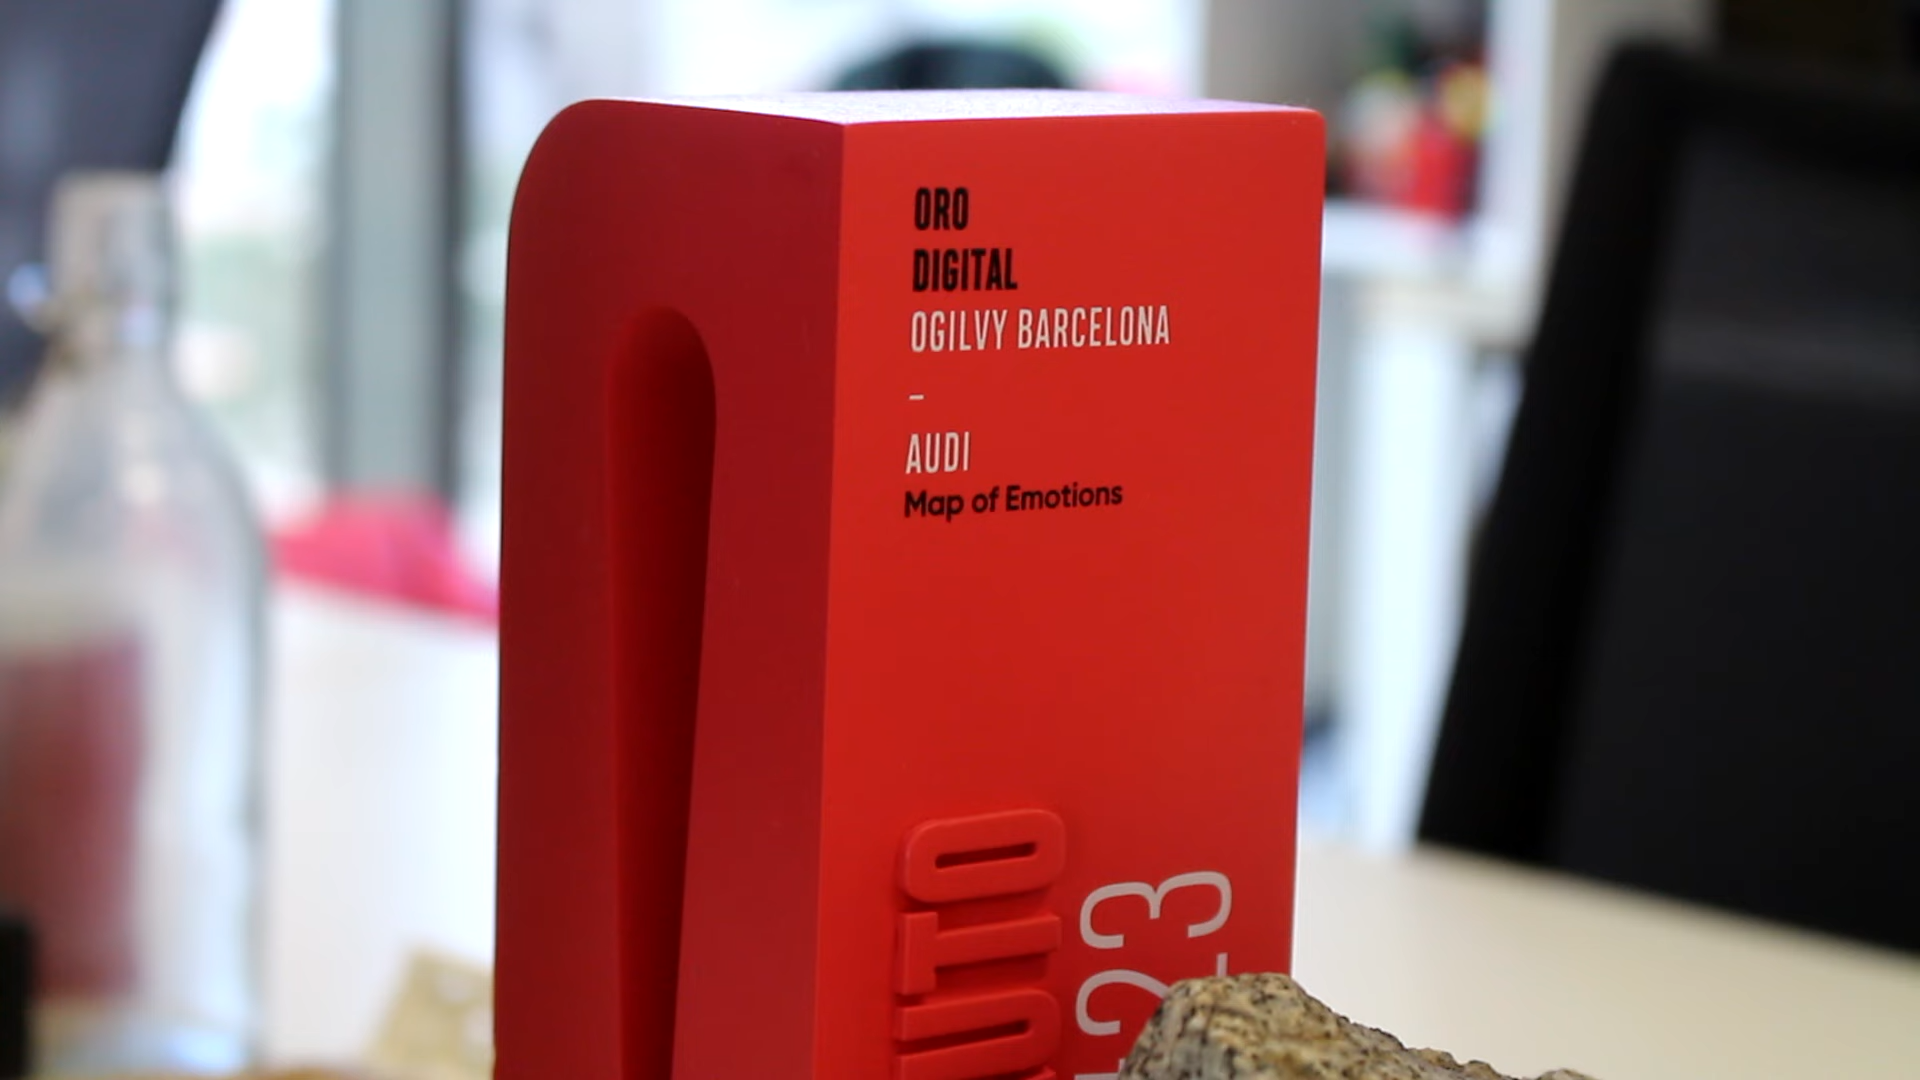 ORO
DIGITAL
OGILVY BARCELONA
–
AUDI
Map of Emotions